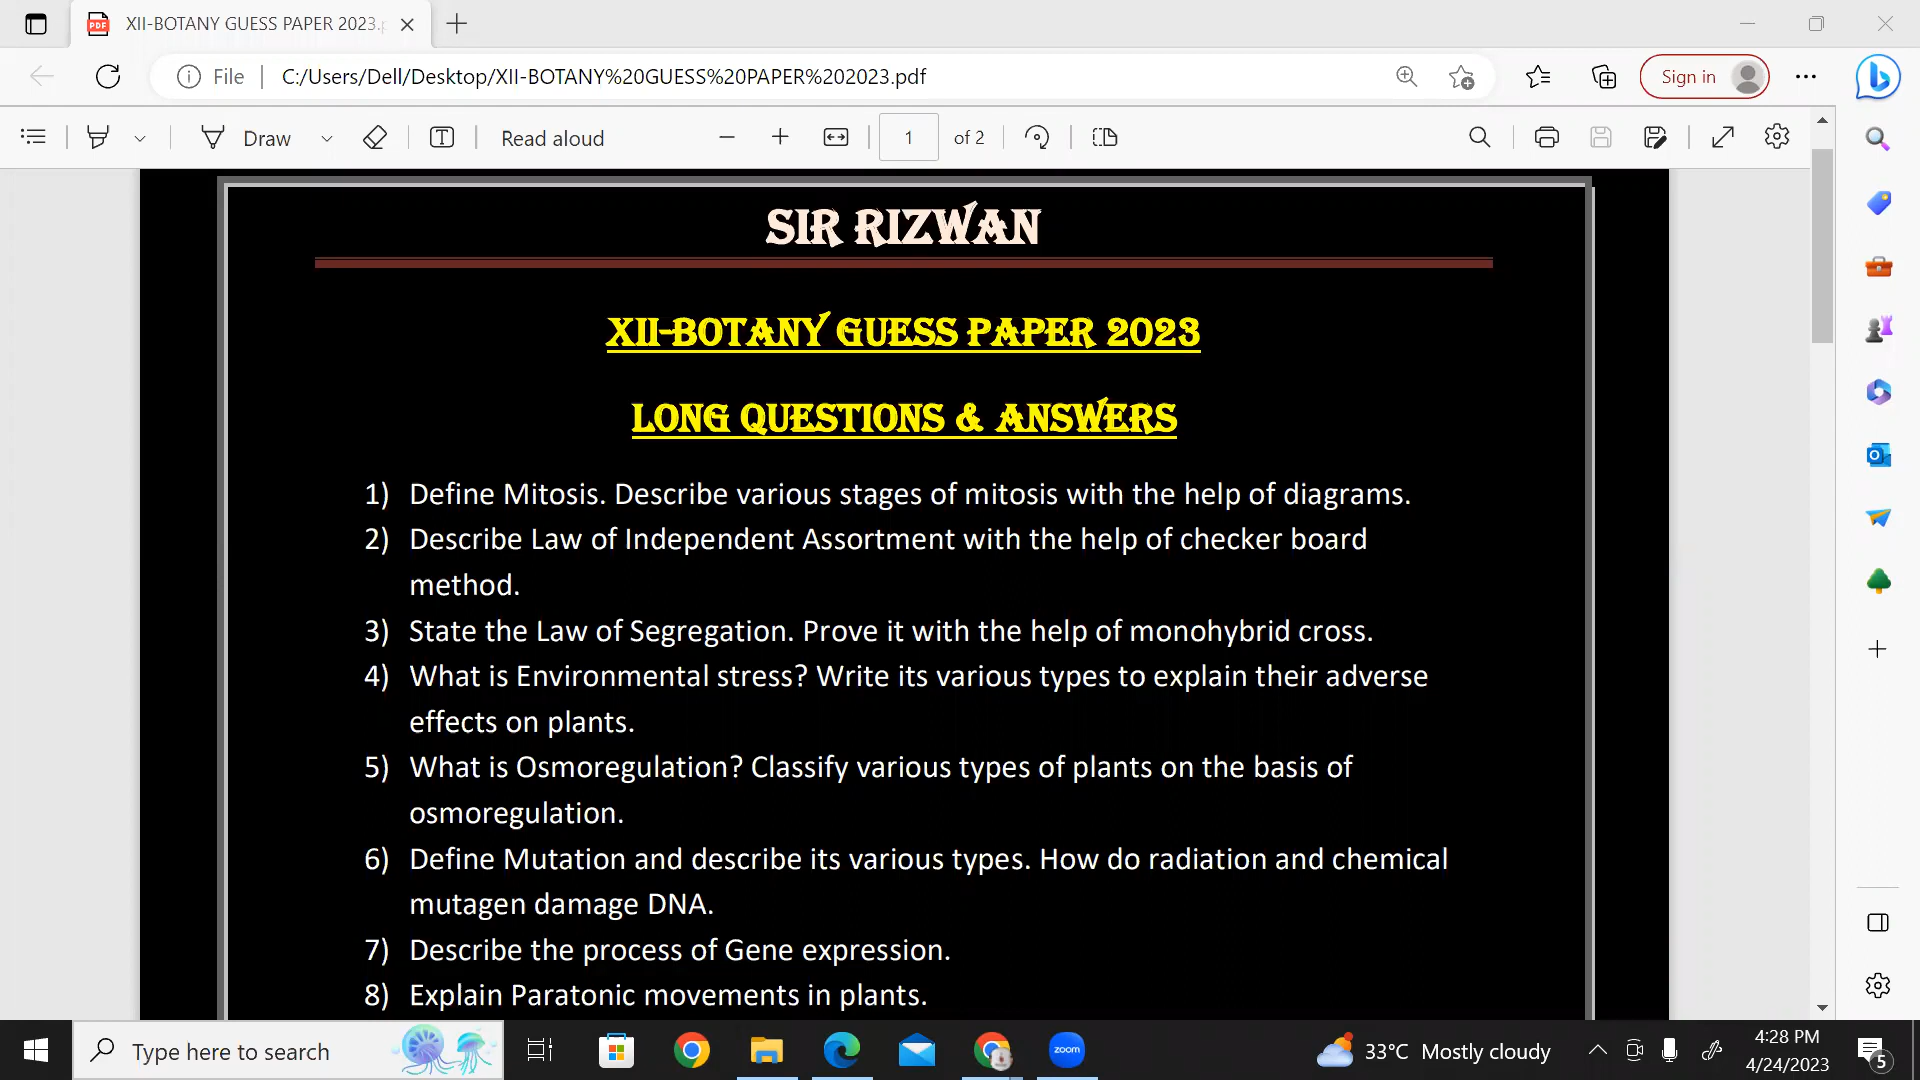 XII-BOTANY GUESS PAPER 2023.p
File
C:/Users/Dell/Desktop/XII-BOTANY%20GUESS%20PAPER%202023.pdf
Sign in
Draw
Read aloud
1
of 2
SIR RIZWAN
XII-BOTANY GUESS PAPER 2023
LONG QUESTIONS & ANSWERS
1) Define Mitosis. Describe various stages of mitosis with the help of diagrams.
2) Describe Law of Independent Assortment with the help of checker board
method.
3) State the Law of Segregation. Prove it with the help of monohybrid cross.
4) What is Environmental stress? Write its various types to explain their adverse
effects on plants.
5) What is Osmoregulation? Classify various types of plants on the basis of
osmoregulation.
6) Define Mutation and describe its various types. How do radiation and chemical
mutagen damage DNA.
7) Describe the process of Gene expression.
8) Explain Paratonic movements in plants.
Type here to search
zoom
33°C Mostly cloudy
4:28 PM
4/24/2023
5